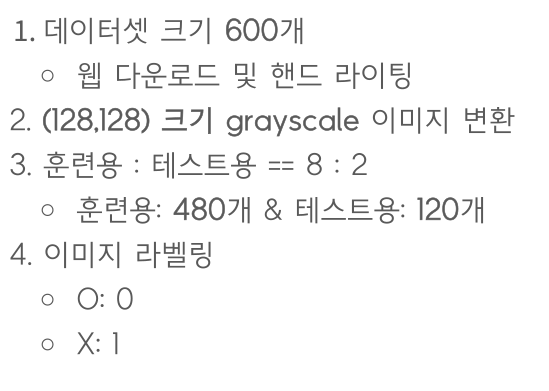 1. 데이터셋 크기 600개
○ 웹 다운로드 및 핸드 라이팅
2. (128,128) 크기 grayscale 이미지 변환
3. 훈련용 : 테스트용 == 8 : 2
○ 훈련용: 480개 & 테스트용: 120개
4. 이미지 라벨링
○ O: 0
○ X: 1